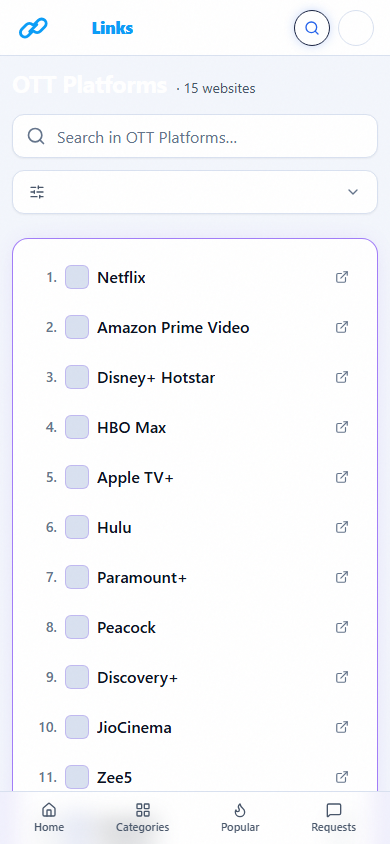 Links
OTT Platforms · 15 websites
Search in OTT Platforms...
1. Netflix
2. Amazon Prime Video
3. Disney+ Hotstar
4. HBO Max
5. Apple TV+
6. Hulu
7. Paramount+
8. Peacock
9. Discovery+
10. JioCinema
11. Zee5
Home Categories Popular Requests